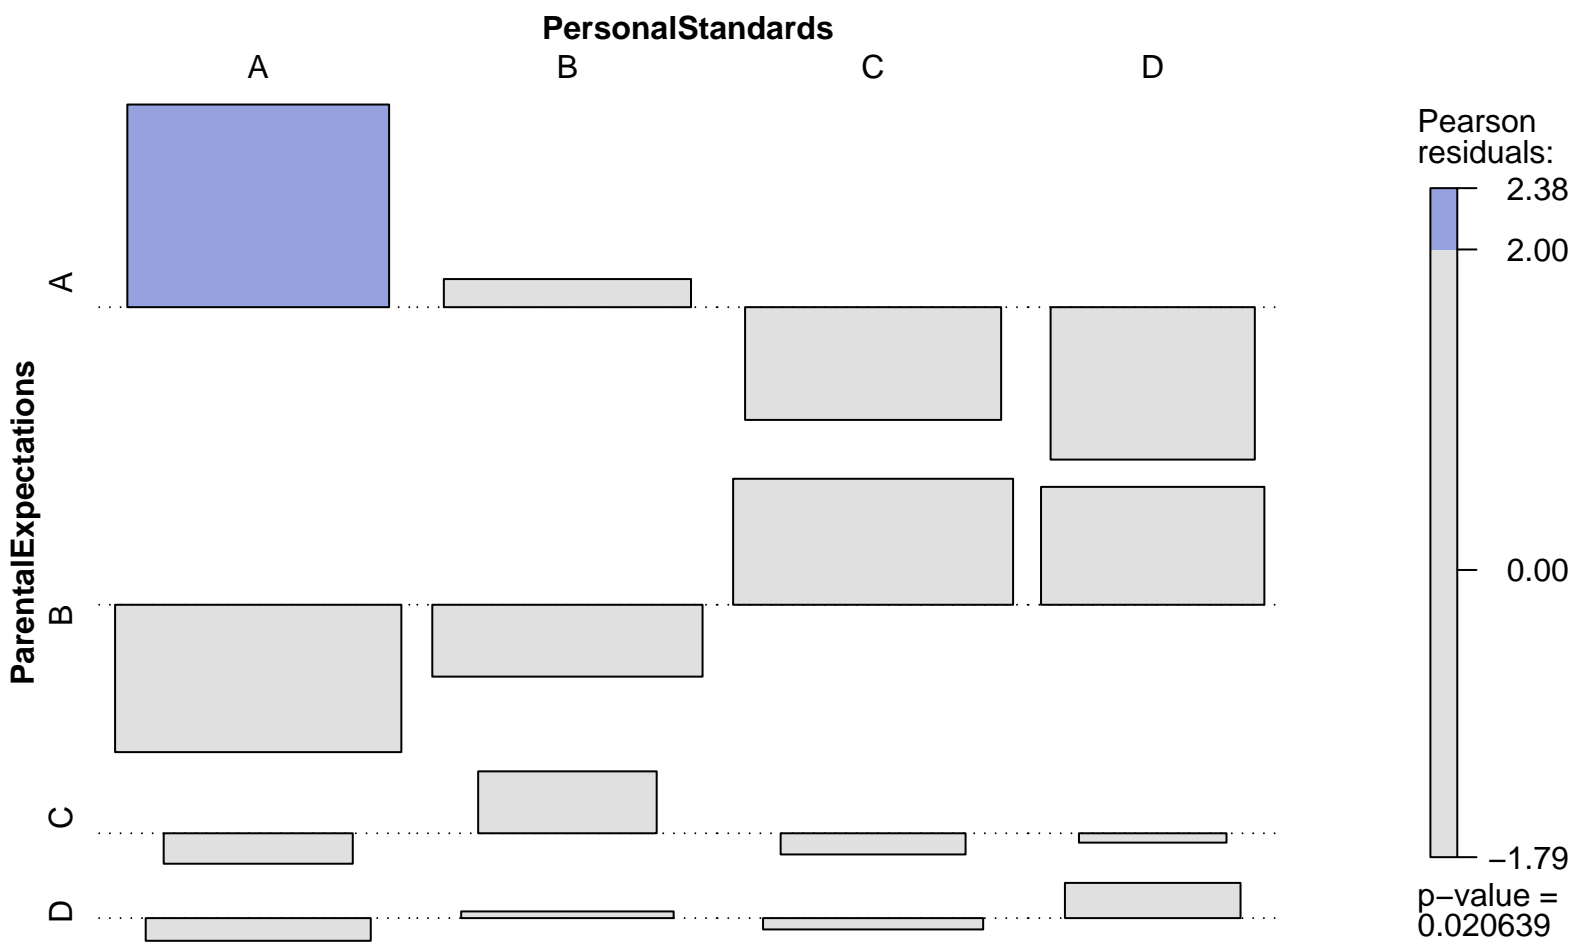 PersonalStandards
A B C D
ParentalExpectations
A
B
C
D
Pearson
residuals:
2.38
2.00
0.00
−1.79
p−value =
0.020639